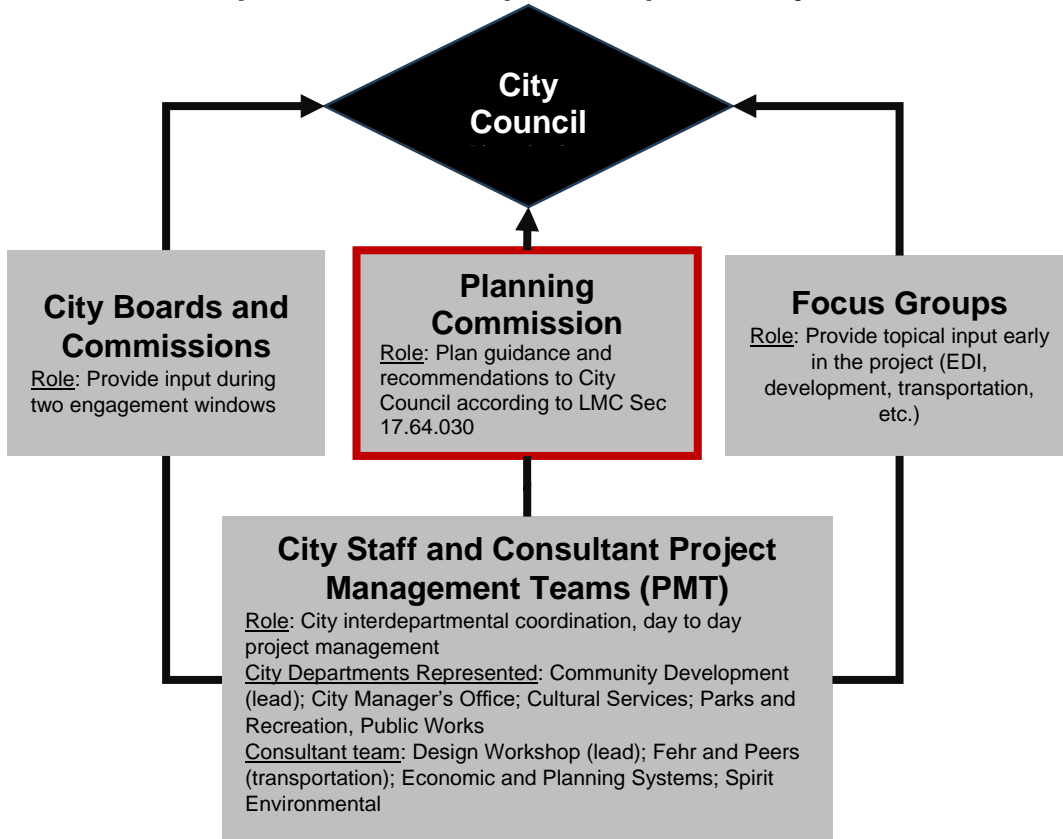 City
Council
City Boards and
Commissions
Role: Provide input during
two engagement windows
Planning
Commission
Role: Plan guidance and
recommendations to City
Council according to LMC Sec
17.64.030
Focus Groups
Role: Provide topical input early
in the project (EDI,
development, transportation,
etc.)
City Staff and Consultant Project
Management Teams (PMT)
Role: City interdepartmental coordination, day to day
project management
City Departments Represented: Community Development
(lead); City Manager’s Office; Cultural Services; Parks and
Recreation, Public Works
Consultant team: Design Workshop (lead); Fehr and Peers
(transportation); Economic and Planning Systems; Spirit
Environmental